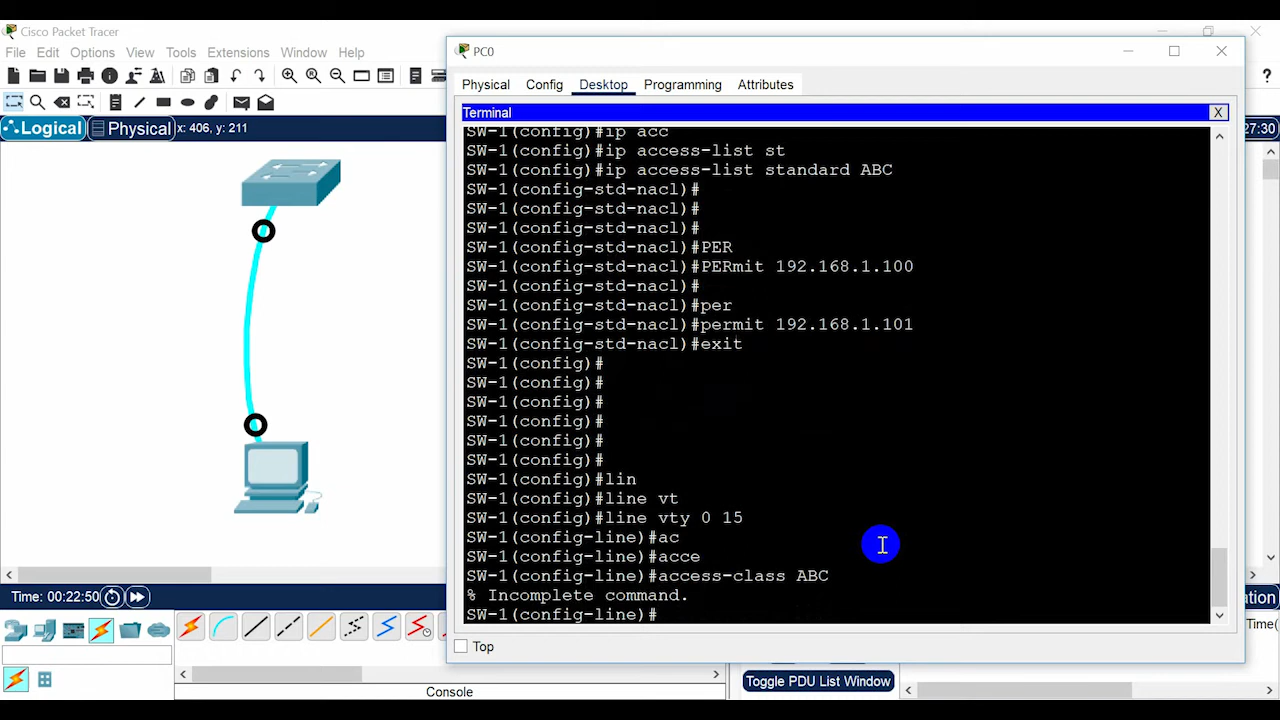 Cisco Packet Tracer
File Edit Options View Tools Extensions Window Help
Logical Physical x: 406, y: 211
27:30
PC0
Physical Config Desktop Programming Attributes
Terminal X
SW-1(config)#ip acc
SW-1(config)#ip access-list st
SW-1(config)#ip access-list standard ABC
SW-1(config-std-nacl)#
SW-1(config-std-nacl)#
SW-1(config-std-nacl)#
SW-1(config-std-nacl)#PER
SW-1(config-std-nacl)#PERmit 192.168.1.100
SW-1(config-std-nacl)#
SW-1(config-std-nacl)#per
SW-1(config-std-nacl)#permit 192.168.1.101
SW-1(config-std-nacl)#exit
SW-1(config)#
SW-1(config)#
SW-1(config)#
SW-1(config)#
SW-1(config)#
SW-1(config)#
SW-1(config)#lin
SW-1(config)#line vt
SW-1(config)#line vty 0 15
SW-1(config-line)#ac
SW-1(config-line)#acce
SW-1(config-line)#access-class ABC
% Incomplete command.
SW-1(config-line)#
Top
Time: 00:22:50
ation
Time(
Console
Toggle PDU List Window